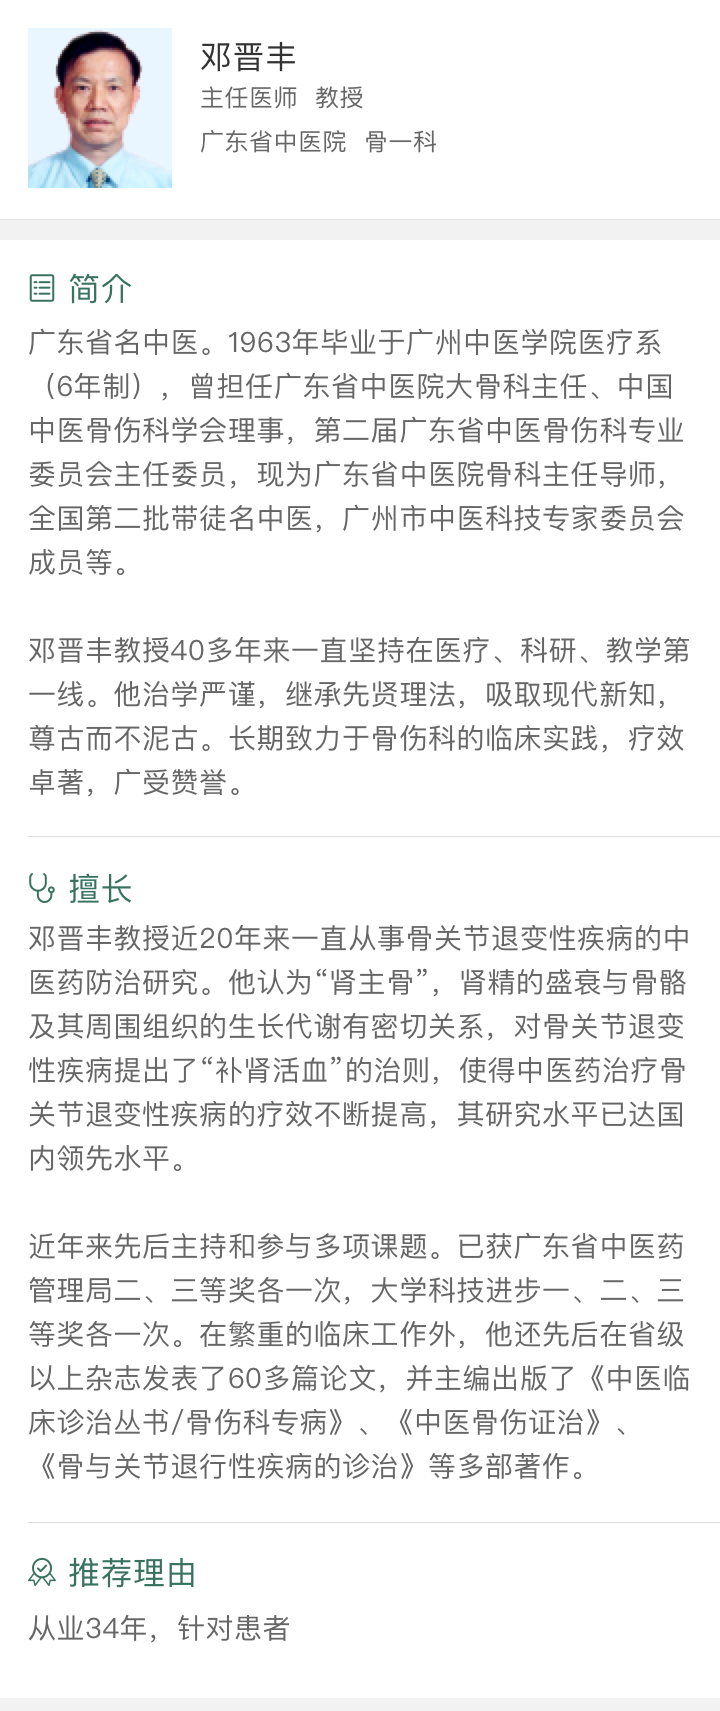 邓晋丰
主任医师 教授
广东省中医院 骨一科
简介
广东省名中医。1963年毕业于广州中医学院医疗系
（6年制），曾担任广东省中医院大骨科主任、中国
中医骨伤科学会理事，第二届广东省中医骨伤科专业
委员会主任委员，现为广东省中医院骨科主任导师，
全国第二批带徒名中医，广州市中医科技专家委员会
成员等。
邓晋丰教授40多年来一直坚持在医疗、科研、教学第
一线。他治学严谨，继承先贤理法，吸取现代新知，
尊古而不泥古。长期致力于骨伤科的临床实践，疗效
卓著，广受赞誉。
擅长
邓晋丰教授近20年来一直从事骨关节退变性疾病的中
医药防治研究。他认为“肾主骨”，肾精的盛衰与骨骼
及其周围组织的生长代谢有密切关系，对骨关节退变
性疾病提出了“补肾活血”的治则，使得中医药治疗骨
关节退变性疾病的疗效不断提高，其研究水平已达国
内领先水平。
近年来先后主持和参与多项课题。已获广东省中医药
管理局二、三等奖各一次，大学科技进步一、二、三
等奖各一次。在繁重的临床工作外，他还先后在省级
以上杂志发表了60多篇论文，并主编出版了《中医临
床诊治丛书/骨伤科专病》、《中医骨伤证治》、
《骨与关节退行性疾病的诊治》等多部著作。
推荐理由
从业34年，针对患者